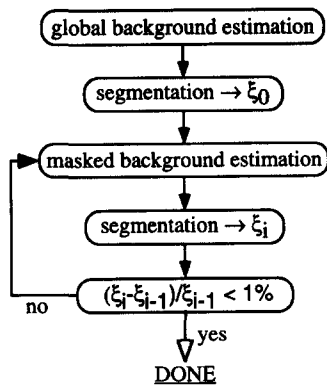 global background estimation
segmentation → ξ0
masked background estimation
segmentation → ξi
(ξi-ξi-1)/ξi-1 < 1%
no
yes
DONE